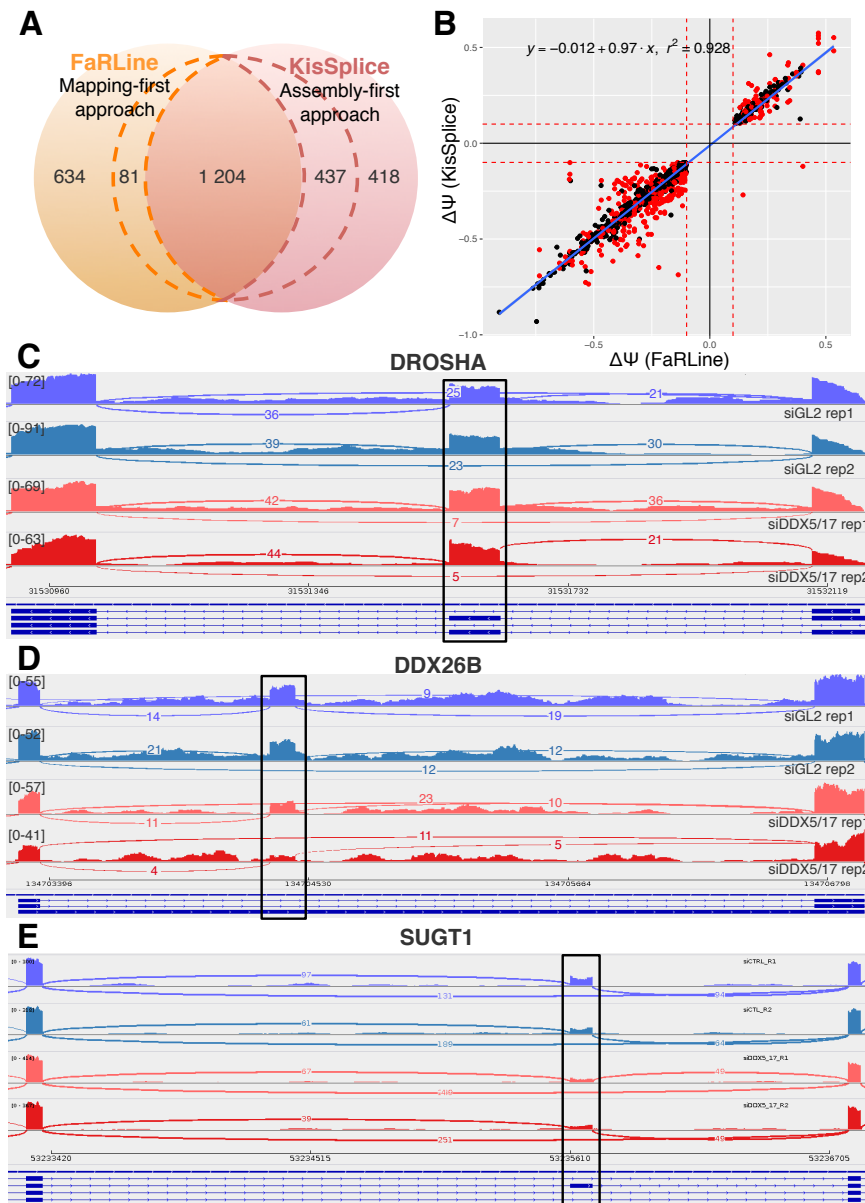 A
FaRLine
Mapping-first
approach
KisSplice
Assembly-first
approach
634
81
1 204
437
418
B
y = −0.012 + 0.97 · x, r² = 0.928
0.5
0.0
−0.5
−1.0
ΔΨ (KisSplice)
−0.5
0.0
0.5
ΔΨ (FaRLine)
C
DROSHA
[0-72]
25
21
36
siGL2 rep1
[0-91]
39
30
23
siGL2 rep2
[0-69]
42
36
7
siDDX5/17 rep1
[0-63]
44
21
5
siDDX5/17 rep2
31530960
31531346
31531732
31532119
D
DDX26B
[0-55]
9
14
19
siGL2 rep1
[0-52]
21
12
12
siGL2 rep2
[0-57]
23
10
11
siDDX5/17 rep1
[0-41]
11
5
4
siDDX5/17 rep2
134703396
134704530
134705664
134706798
E
SUGT1
siCTRL_R1
97
131
94
siCTL_R2
61
189
64
siDDX5_17_R1
67
49
siDDX5_17_R2
39
251
49
53233420
53234515
53235610
53236705